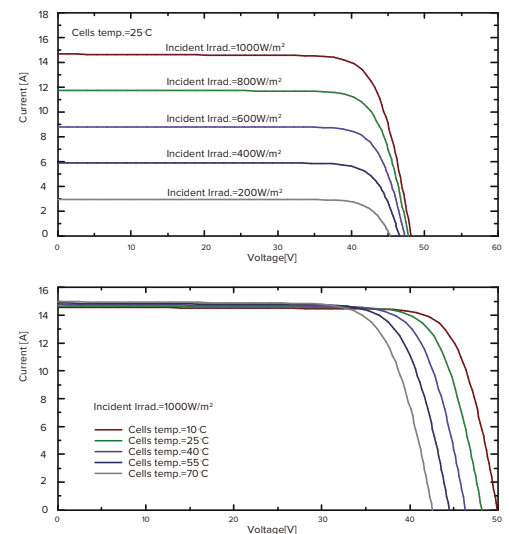 18
16
14
12
10
8
6
4
2
0
Current [A]
Cells temp.=25°C
Incident Irrad.=1000W/m²
Incident Irrad.=800W/m²
Incident Irrad.=600W/m²
Incident Irrad.=400W/m²
Incident Irrad.=200W/m²
0 10 20 30 40 50 60
Voltage[V]
16
14
12
10
8
6
4
2
0
Current [A]
Incident Irrad.=1000W/m²
Cells temp.=10°C
Cells temp.=25°C
Cells temp.=40°C
Cells temp.=55°C
Cells temp.=70°C
0 10 20 30 40 50
Voltage[V]